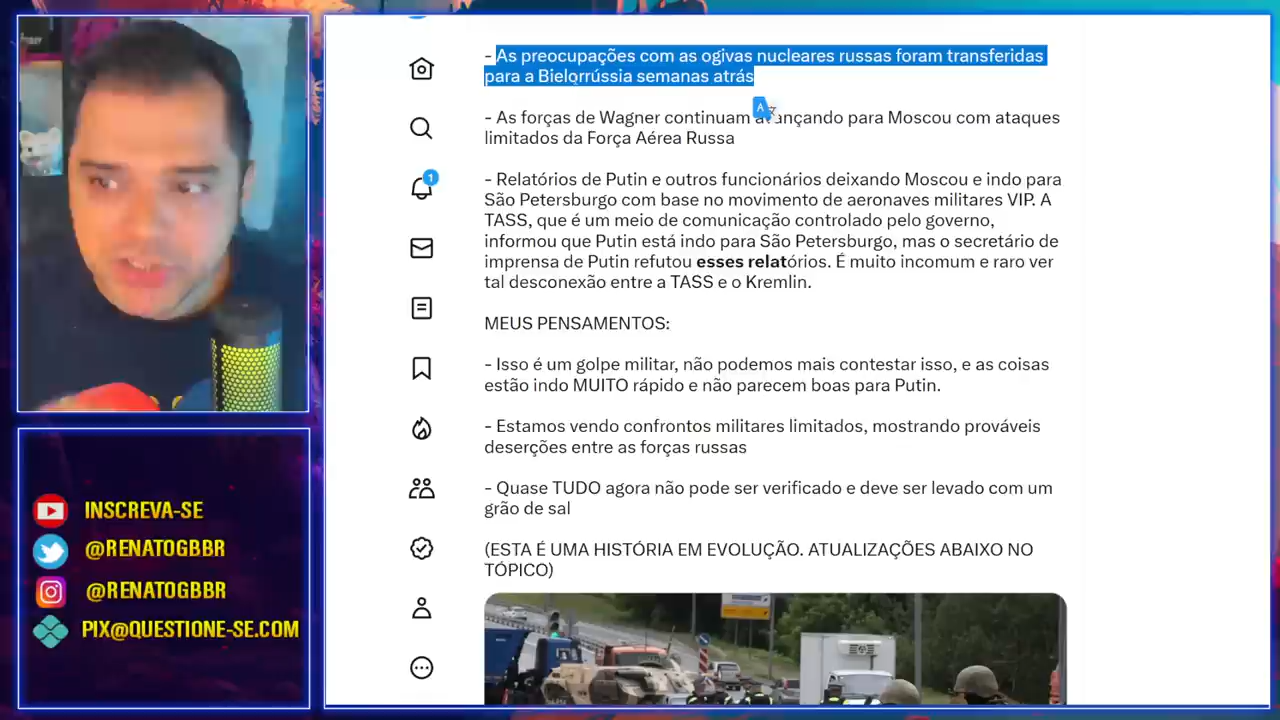 - As preocupações com as ogivas nucleares russas foram transferidas
para a Bielorrússia semanas atrás
- As forças de Wagner continuam avançando para Moscou com ataques
limitados da Força Aérea Russa
- Relatórios de Putin e outros funcionários deixando Moscou e indo para
São Petersburgo com base no movimento de aeronaves militares VIP. A
TASS, que é um meio de comunicação controlado pelo governo,
informou que Putin está indo para São Petersburgo, mas o secretário de
imprensa de Putin refutou esses relatórios. É muito incomum e raro ver
tal desconexão entre a TASS e o Kremlin.
MEUS PENSAMENTOS:
- Isso é um golpe militar, não podemos mais contestar isso, e as coisas
estão indo MUITO rápido e não parecem boas para Putin.
- Estamos vendo confrontos militares limitados, mostrando prováveis
deserções entre as forças russas
- Quase TUDO agora não pode ser verificado e deve ser levado com um
grão de sal
(ESTA É UMA HISTÓRIA EM EVOLUÇÃO. ATUALIZAÇÕES ABAIXO NO
TÓPICO)
1
INSCREVA-SE
@RENATOGBBR
@RENATOGBBR
PIX@QUESTIONE-SE.COM